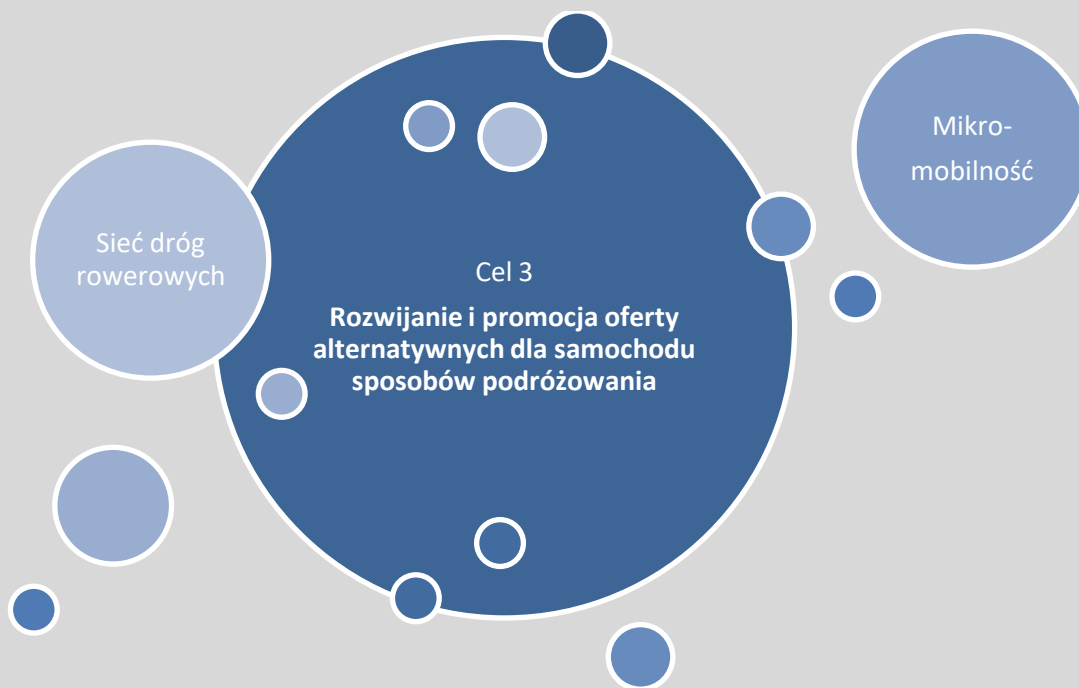 Mikro-
mobilność
Sieć dróg
rowerowych
Cel 3
Rozwijanie i promocja oferty
alternatywnych dla samochodu
sposobów podróżowania